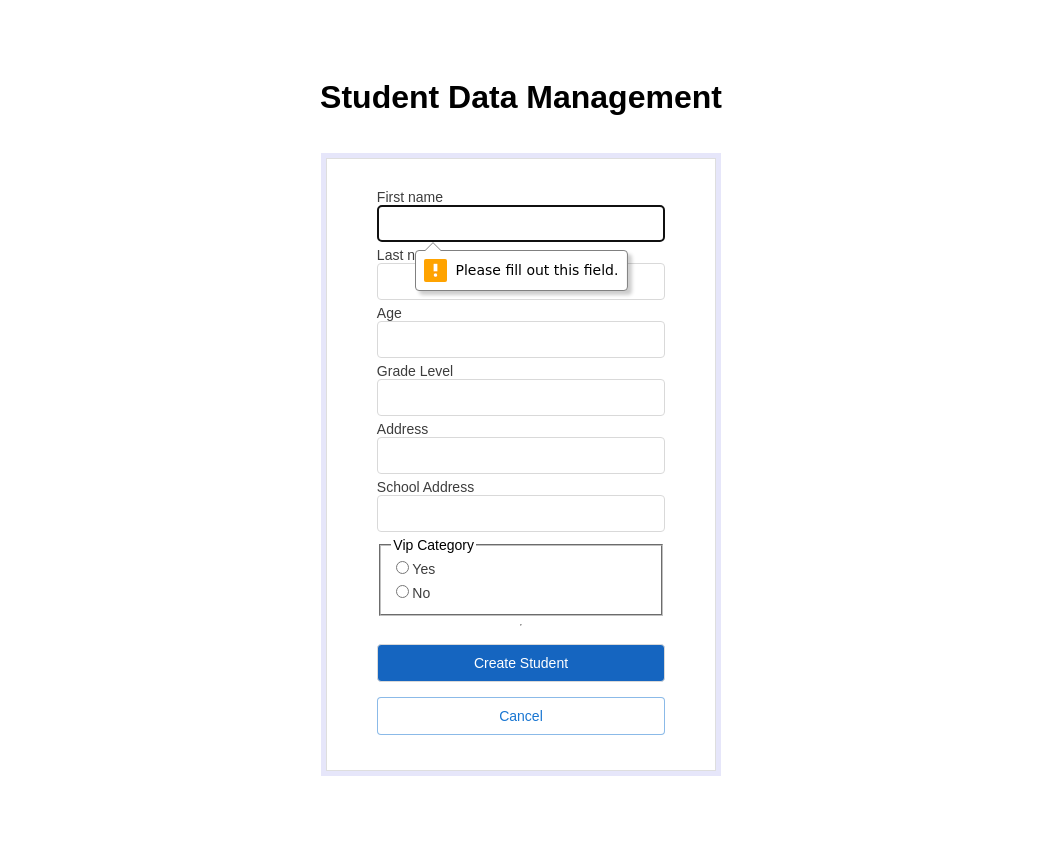 Student Data Management
First name
Last n
Please fill out this field.
Age
Grade Level
Address
School Address
Vip Category
Yes
No
Create Student
Cancel